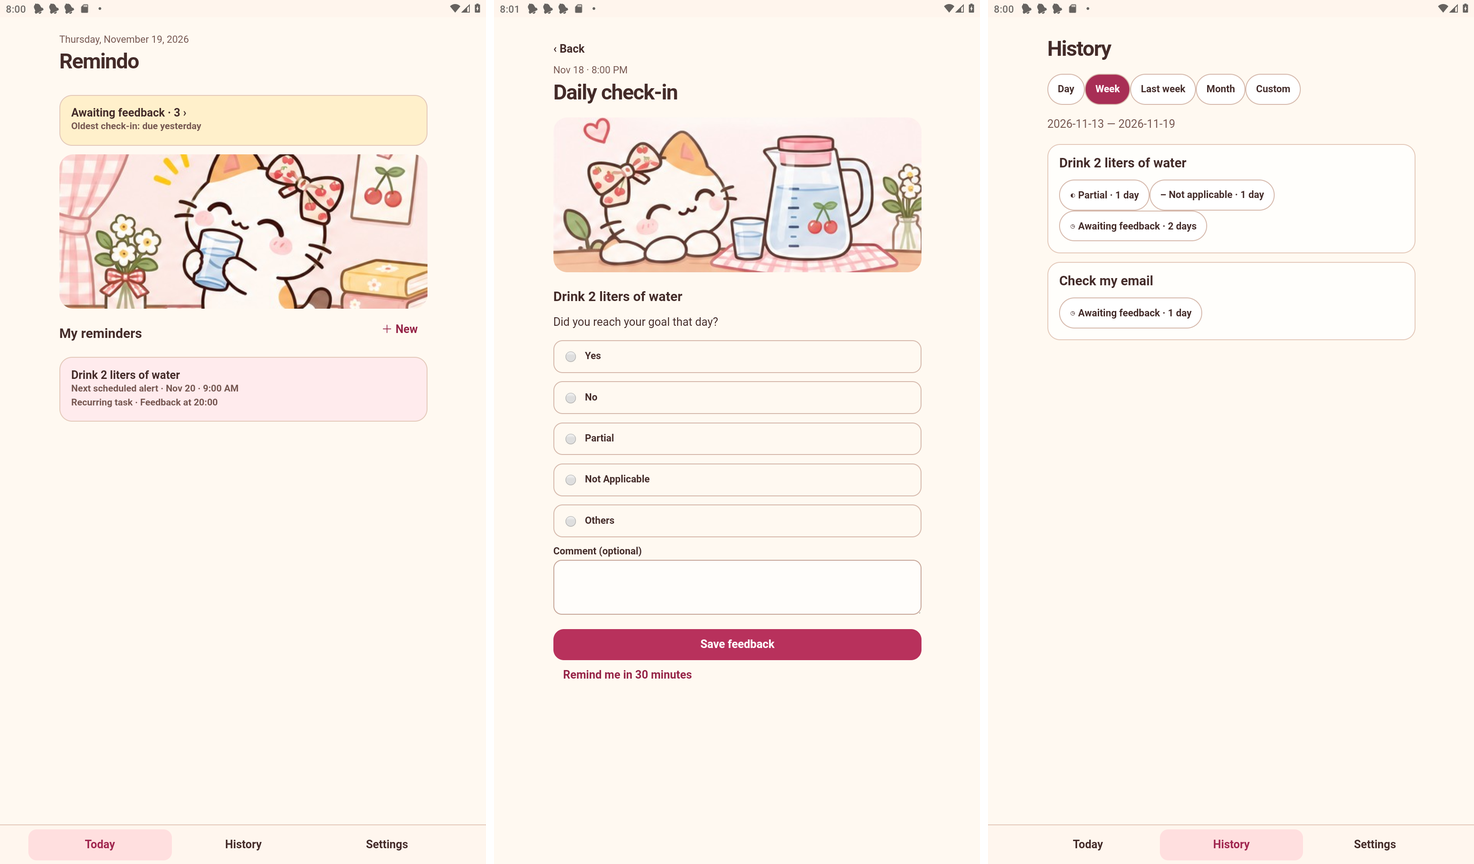 8:00
Thursday, November 19, 2026
Remindo
Awaiting feedback · 3 ›
Oldest check-in: due yesterday
My reminders
+ New
Drink 2 liters of water
Next scheduled alert · Nov 20 · 9:00 AM
Recurring task · Feedback at 20:00
Today
History
Settings
8:01
‹ Back
Nov 18 · 8:00 PM
Daily check-in
Drink 2 liters of water
Did you reach your goal that day?
Yes
No
Partial
Not Applicable
Others
Comment (optional)
Save feedback
Remind me in 30 minutes
8:00
History
Day
Week
Last week
Month
Custom
2026-11-13 — 2026-11-19
Drink 2 liters of water
Partial · 1 day
– Not applicable · 1 day
Awaiting feedback · 2 days
Check my email
Awaiting feedback · 1 day
Today
History
Settings